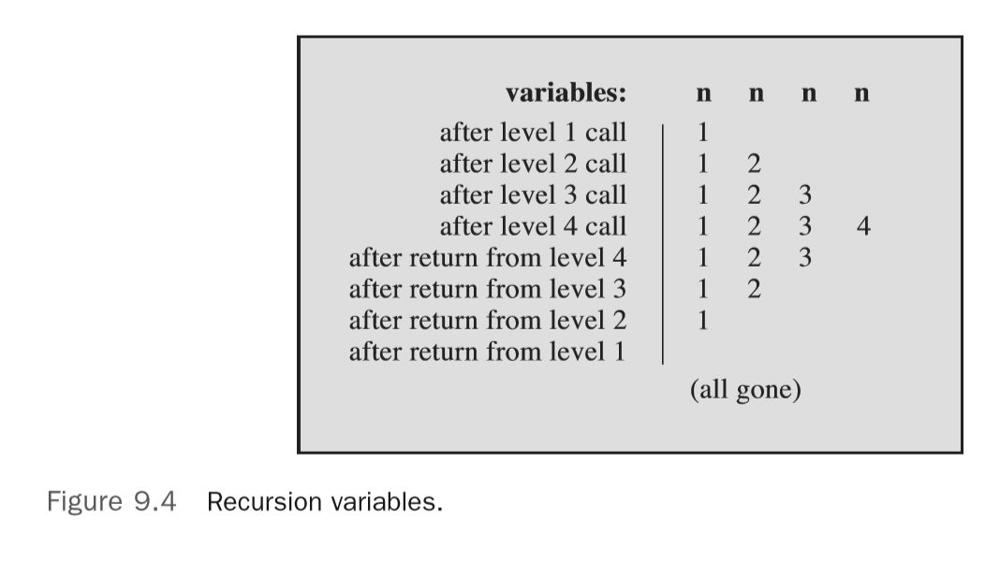 variables: n n n n
after level 1 call 1
after level 2 call 1 2
after level 3 call 1 2 3
after level 4 call 1 2 3 4
after return from level 4 1 2 3
after return from level 3 1 2
after return from level 2 1
after return from level 1
(all gone)
Figure 9.4 Recursion variables.